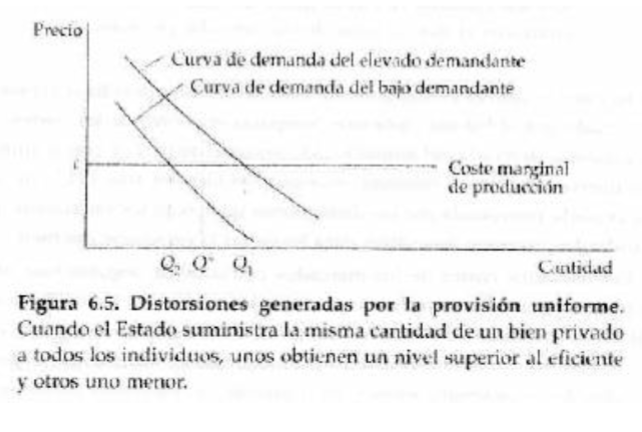 Precio
Curva de demanda del elevado demandante
Curva de demanda del bajo demandante
c
Coste marginal
de producción
Q₂ Q* Q₁
Cantidad
Figura 6.5. Distorsiones generadas por la provisión uniforme.
Cuando el Estado suministra la misma cantidad de un bien privado
a todos los individuos, unos obtienen un nivel superior al eficiente
y otros uno menor.